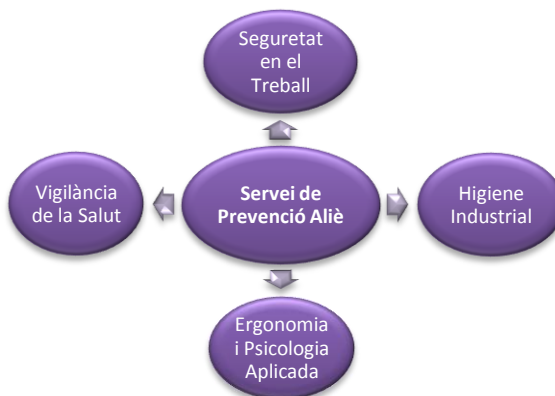 Seguretat
en el
Treball
Vigilància
de la Salut
Servei de
Prevenció Aliè
Higiene
Industrial
Ergonomia
i Psicologia
Aplicada